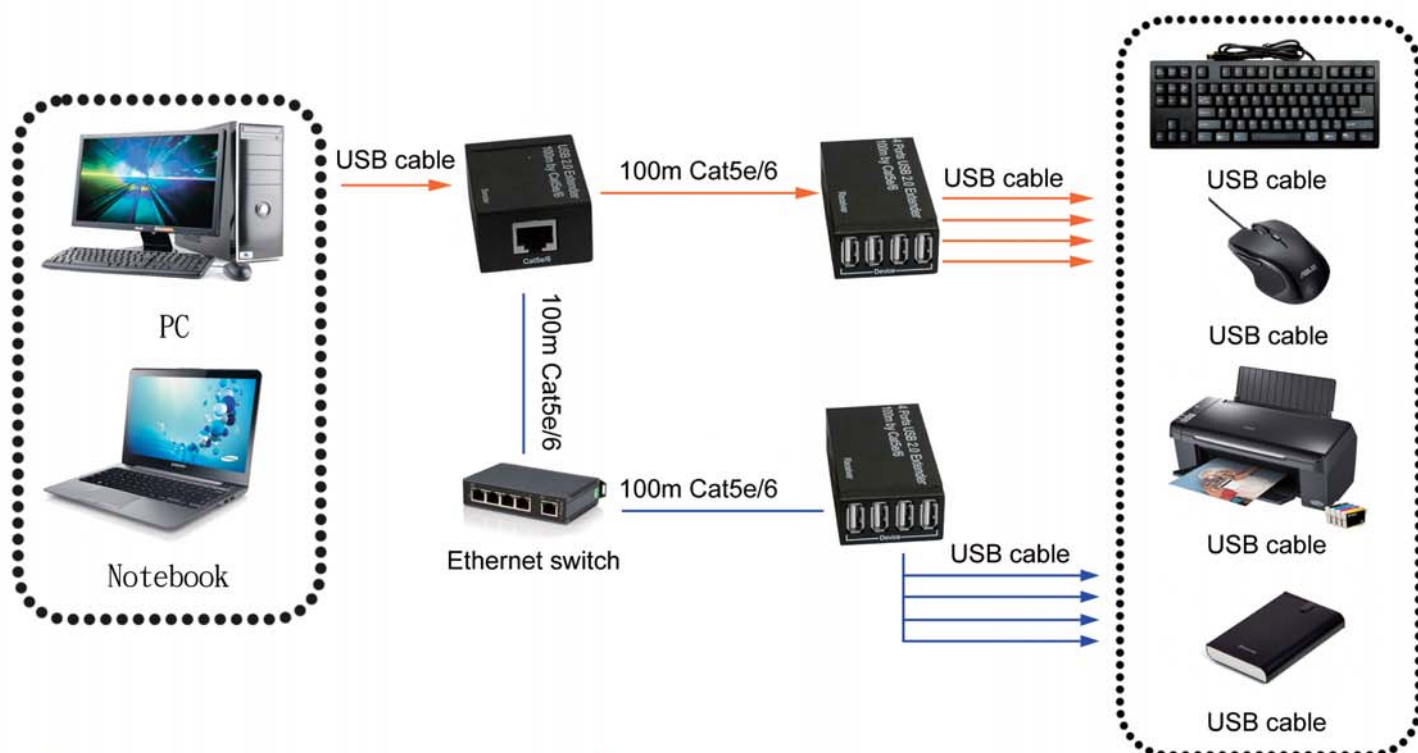 USB cable
100m Cat5e/6
USB cable
USB 2.0 Extender
100m by Cat5e/6
Sender
Cat5e/6
4 Ports USB 2.0 Extender
100m by Cat5e/6
Receiver
Device
USB cable
USB cable
PC
100m Cat5e/6
100m Cat5e/6
Ethernet switch
4 Ports USB 2.0 Extender
100m by Cat5e/6
Receiver
Device
USB cable
Notebook
USB cable
USB cable